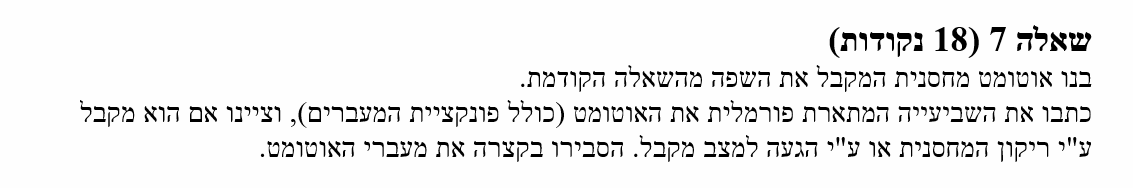 שאלה 7 (18 נקודות)
בנו אוטומט מחסנית המקבל את השפה מהשאלה הקודמת.
כתבו את השביעייה המתארת פורמלית את האוטומט (כולל פונקציית המעברים), וציינו אם הוא מקבל
ע"י ריקון המחסנית או ע"י הגעה למצב מקבל. הסבירו בקצרה את מעברי האוטומט.